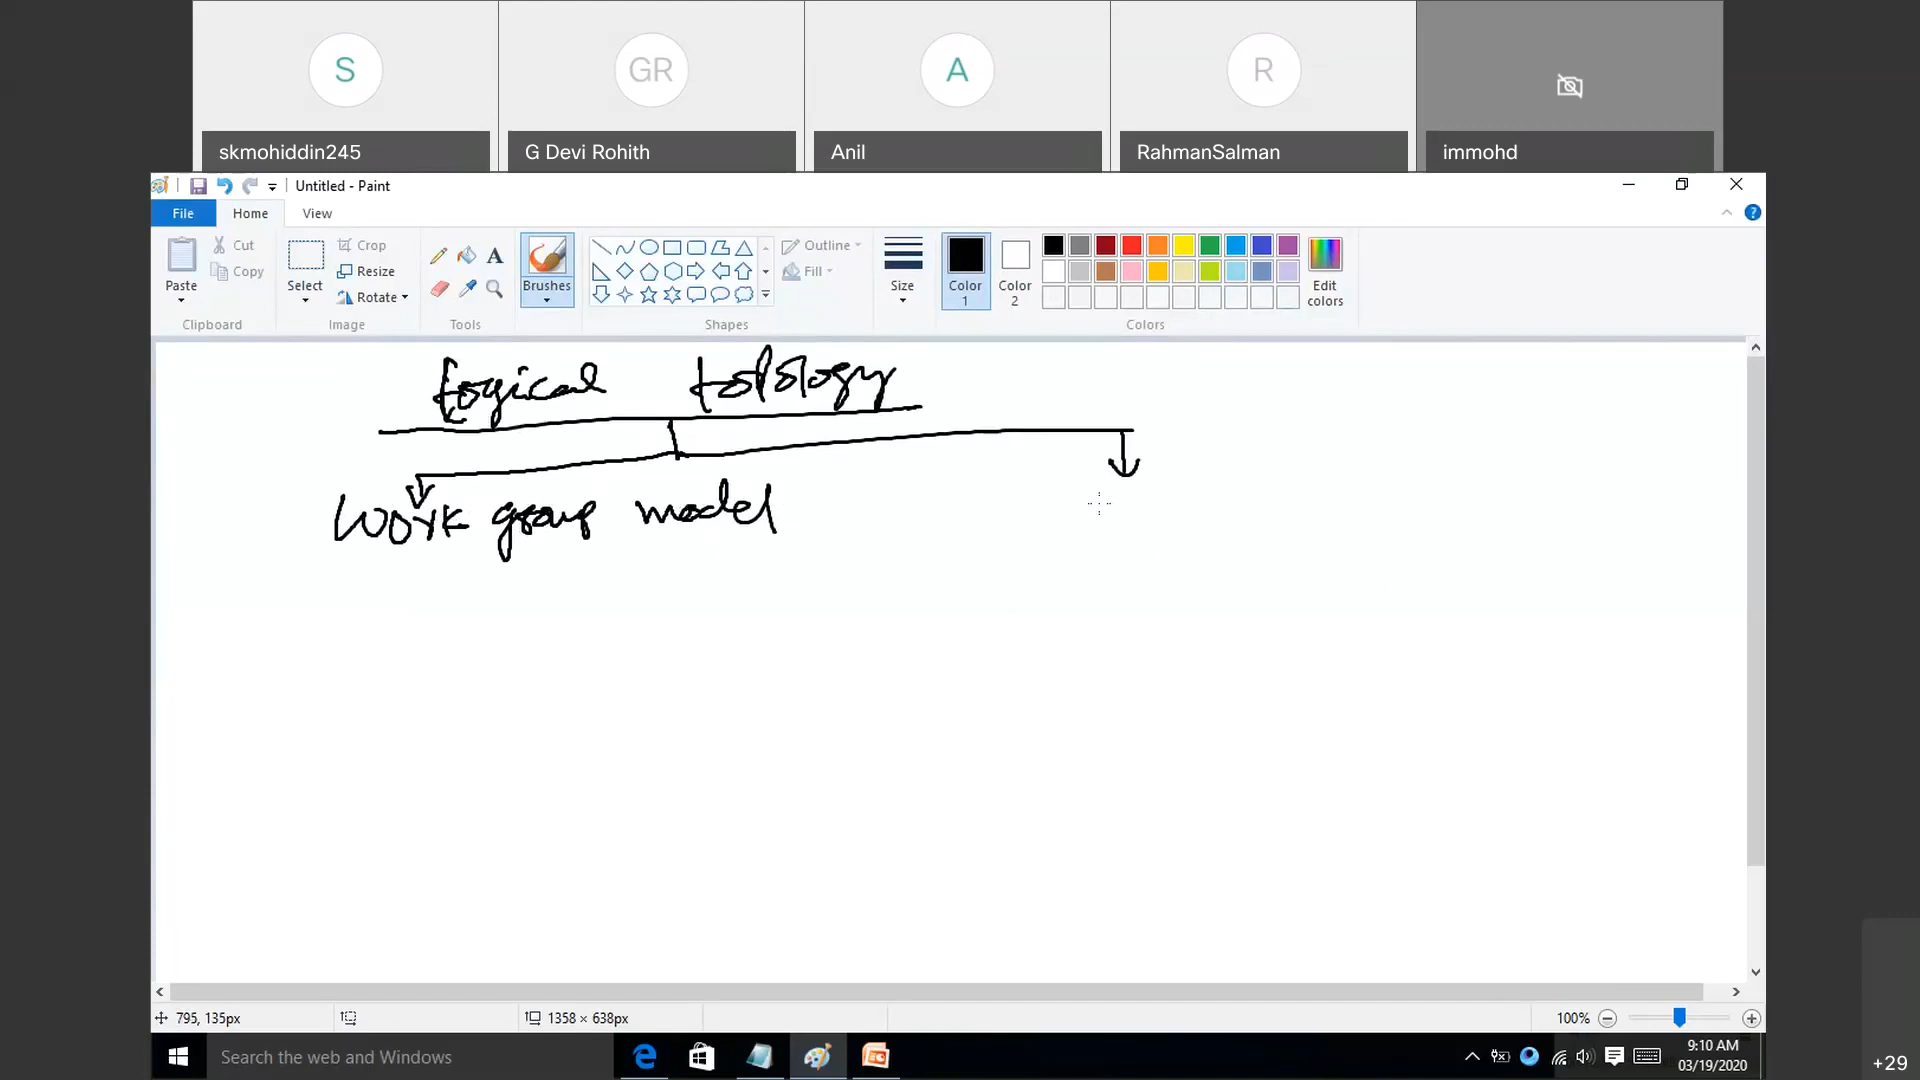 S GR A R
skmohiddin245 G Devi Rohith Anil RahmanSalman immohd
Untitled - Paint
File Home View
Cut Crop Outline
Copy Resize Fill
Paste Select Rotate Brushes Size Color 1 Color 2 Edit colors
Clipboard Image Tools Shapes Colors
Logical topology
Work group model
795, 135px 1358 × 638px 100%
Search the web and Windows 9:10 AM
03/19/2020
+29